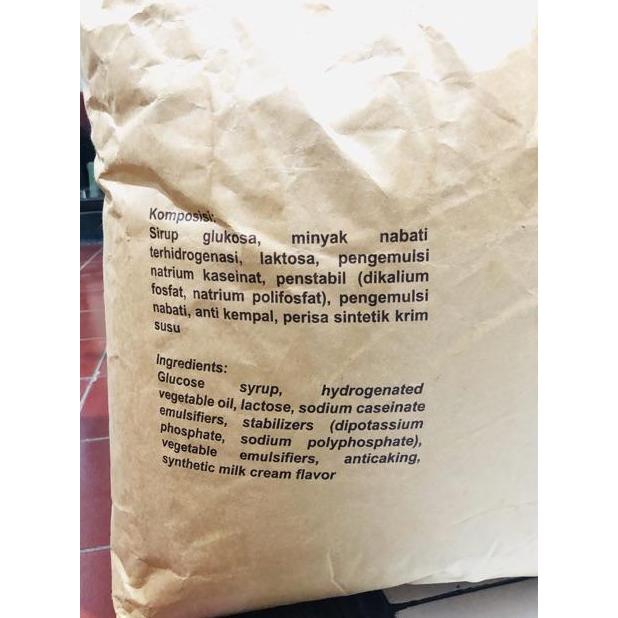 Komposisi:
Sirup glukosa, minyak nabati
terhidrogenasi, laktosa, pengemulsi
natrium kaseinat, penstabil (dikalium
fosfat, natrium polifosfat), pengemulsi
nabati, anti kempal, perisa sintetik krim
susu
Ingredients:
Glucose syrup, hydrogenated
vegetable oil, lactose, sodium caseinate
emulsifiers, stabilizers (dipotassium
phosphate, sodium polyphosphate),
vegetable emulsifiers, anticaking,
synthetic milk cream flavor